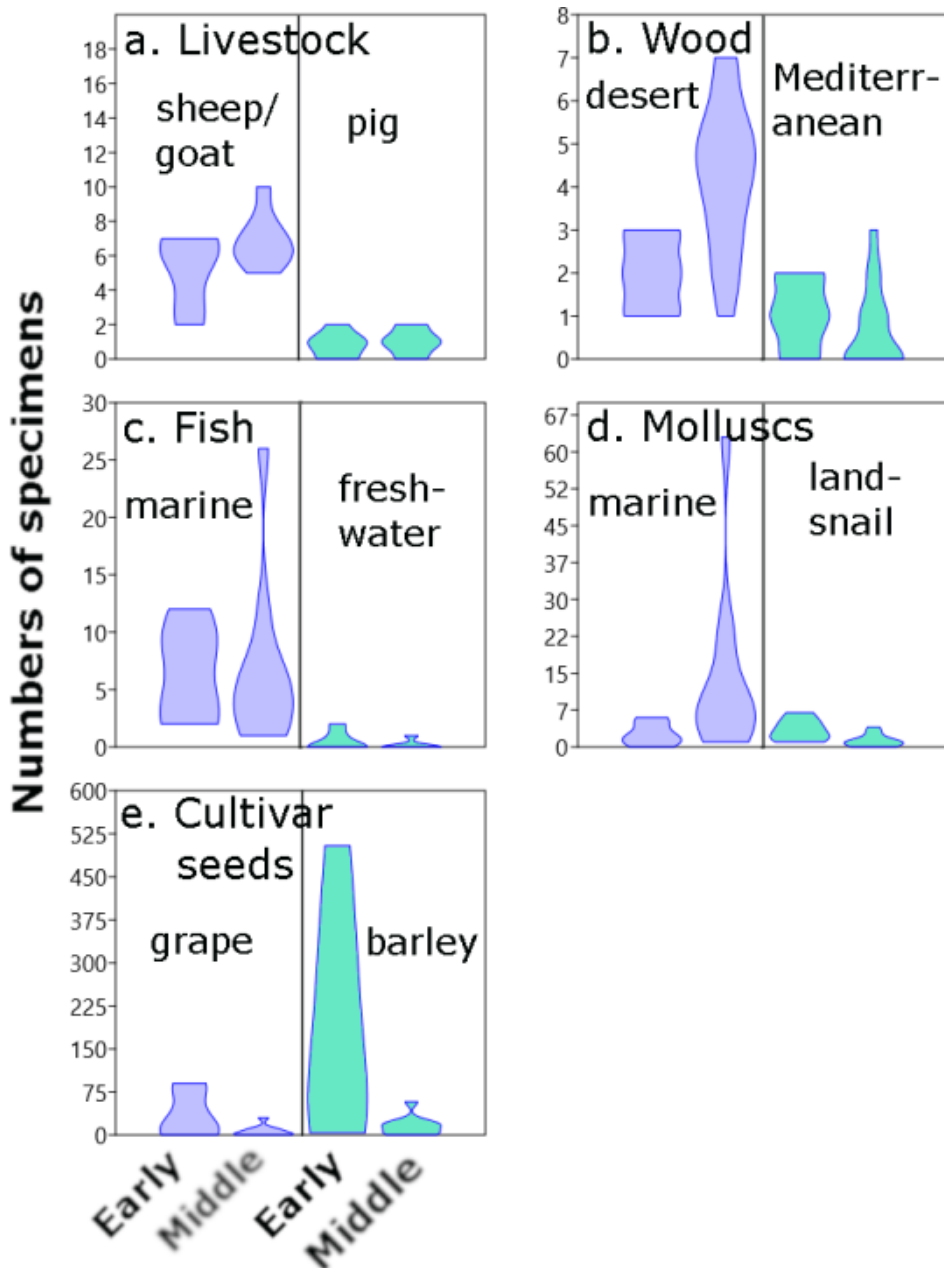 Numbers of specimens
a. Livestock
sheep/
goat
pig
18
16
14
12
10
8
6
4
2
0
b. Wood
desert
Mediterr-
anean
8
7
6
5
4
3
2
1
0
c. Fish
marine
fresh-
water
30
25
20
15
10
5
0
d. Molluscs
marine
land-
snail
67
60
52
45
37
30
22
15
7
0
e. Cultivar
seeds
grape
barley
600
525
450
375
300
225
150
75
0
Early
Middle
Early
Middle